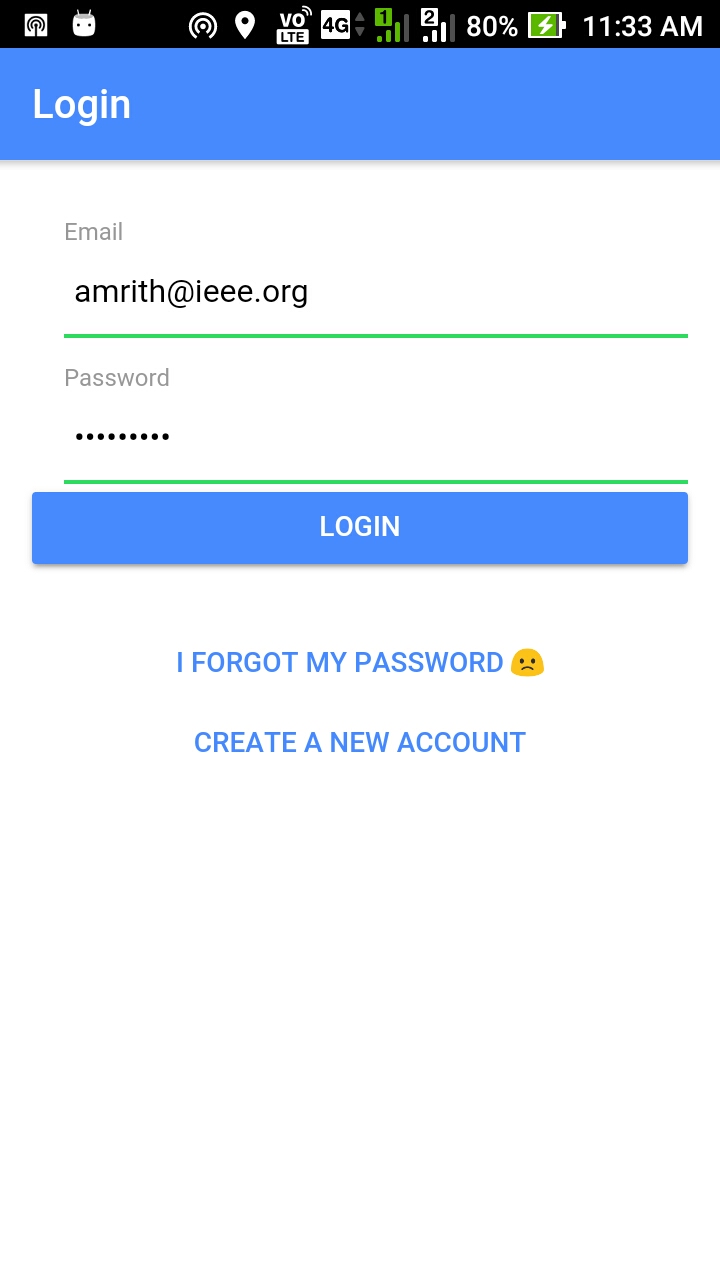 VO LTE 4G 1 2 80% 11:33 AM
Login
Email
amrith@ieee.org
Password
•••••••••
LOGIN
I FORGOT MY PASSWORD 🙁
CREATE A NEW ACCOUNT